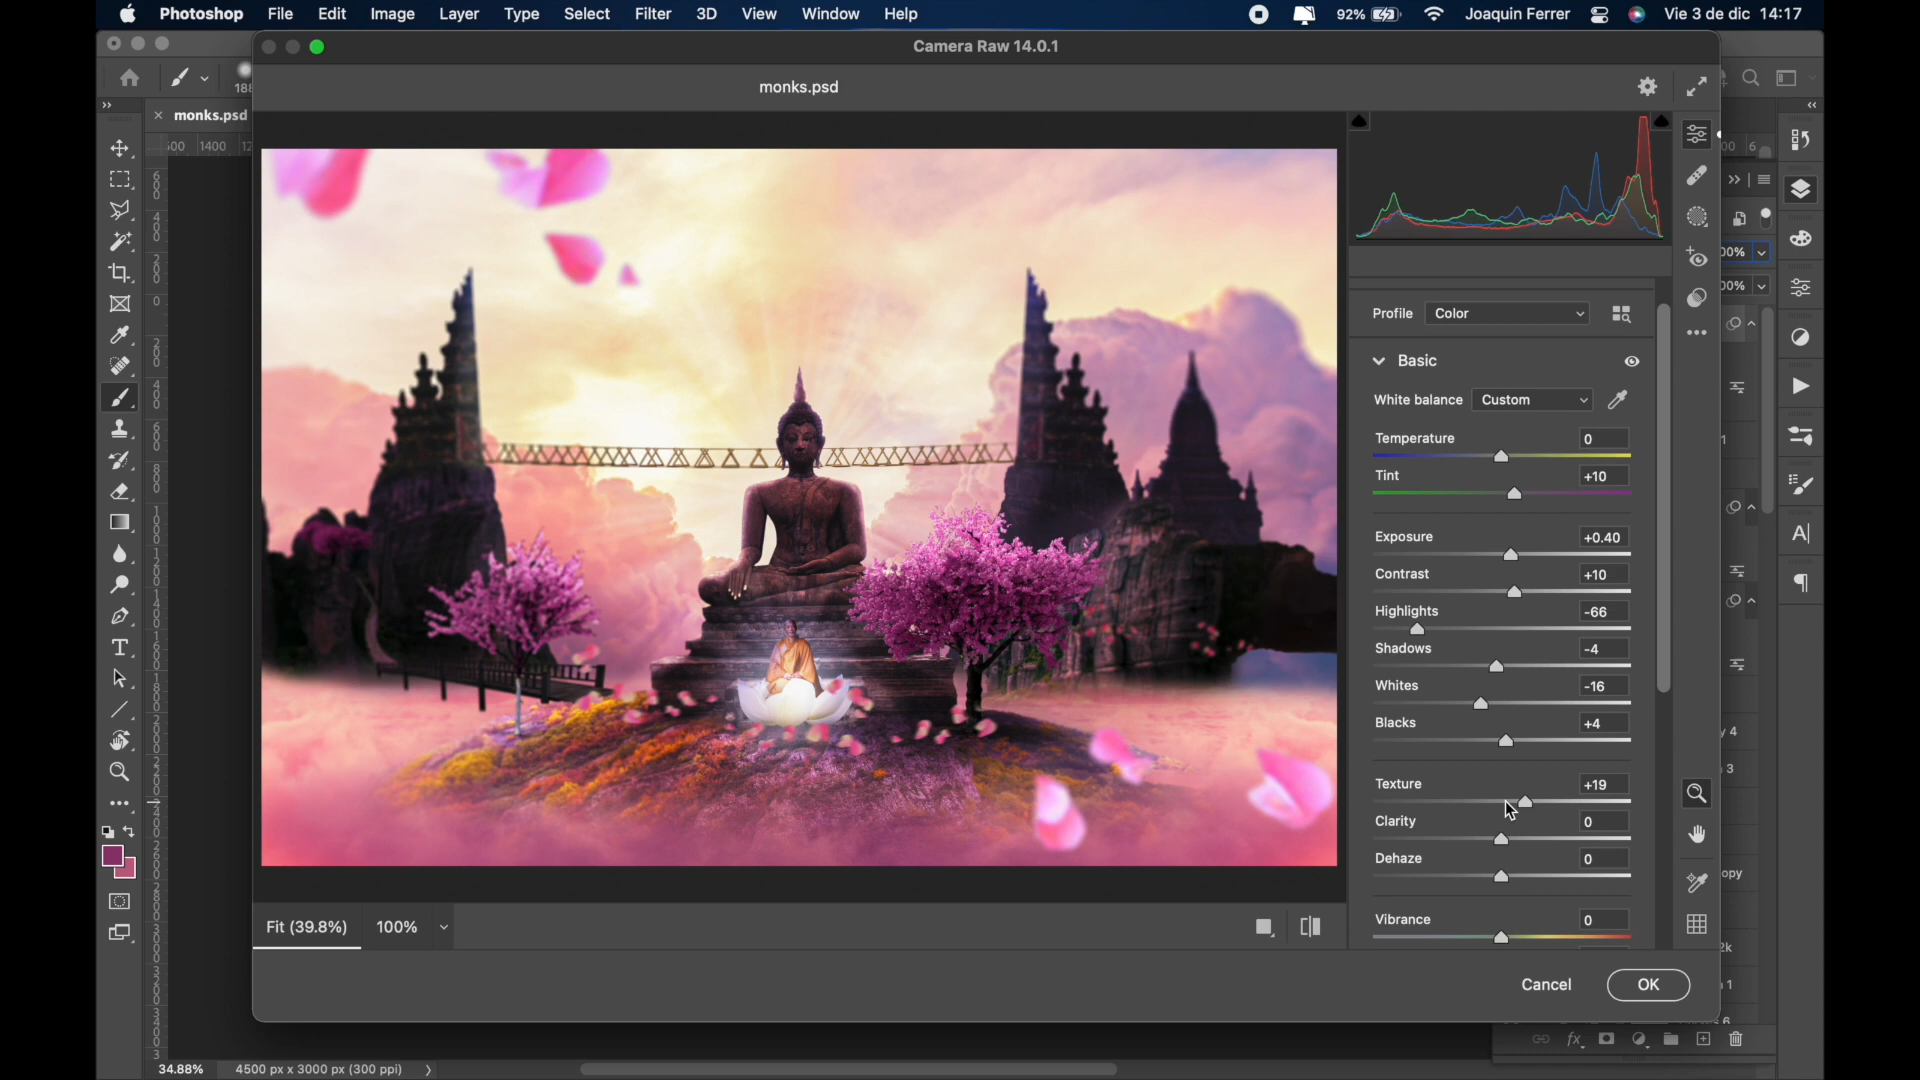 Photoshop File Edit Image Layer Type Select Filter 3D View Window Help 92% Joaquin Ferrer Vie 3 de dic 14:17
Camera Raw 14.0.1
monks.psd
188
monks.psd
1400
Profile Color
Basic
White balance Custom
Temperature 0
Tint +10
Exposure +0.40
Contrast +10
Highlights -66
Shadows -4
Whites -16
Blacks +4
Texture +19
Clarity 0
Dehaze 0
Vibrance 0
Fit (39.8%) 100%
Cancel OK
34.88% 4500 px x 3000 px (300 ppi)